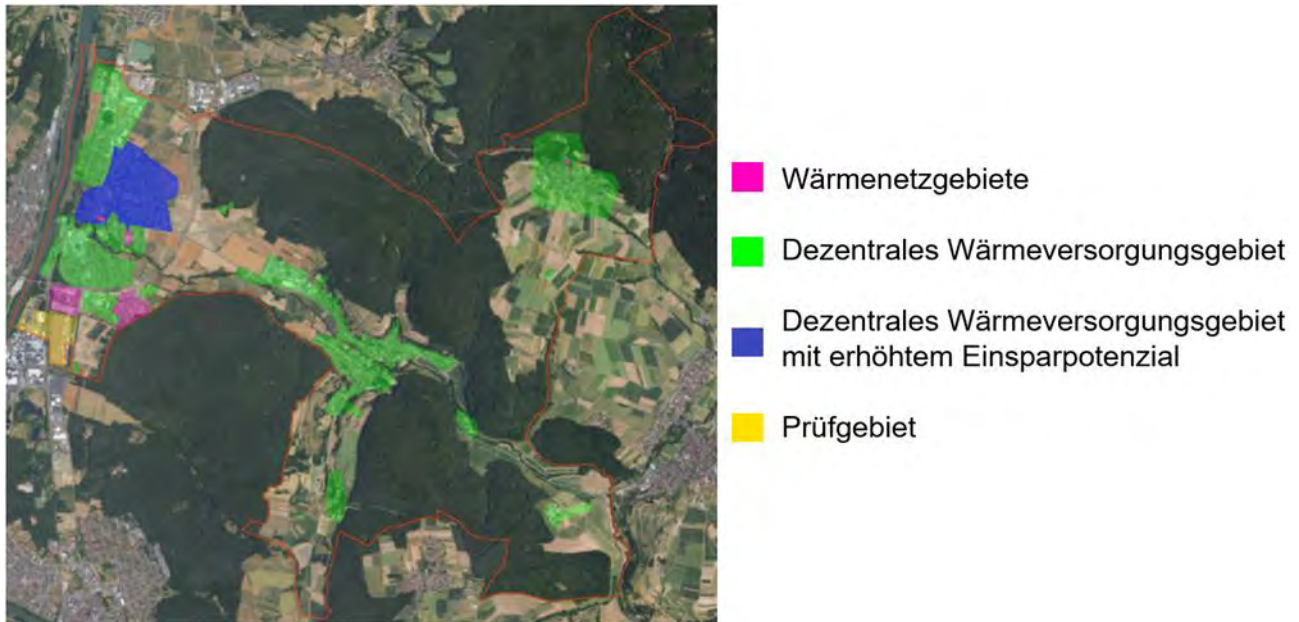 Wärmenetzgebiete
Dezentrales Wärmeversorgungsgebiet
Dezentrales Wärmeversorgungsgebiet
mit erhöhtem Einsparpotenzial
Prüfgebiet